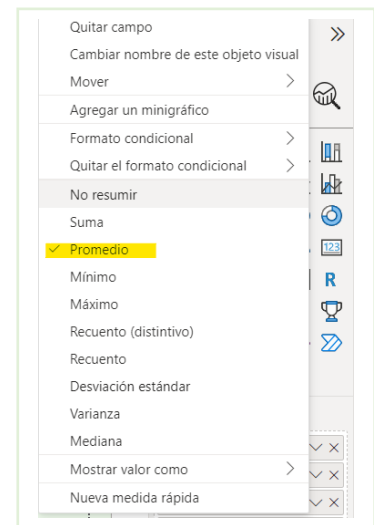 Quitar campo
Cambiar nombre de este objeto visual
Mover
Agregar un minigráfico
Formato condicional
Quitar el formato condicional
No resumir
Suma
Promedio
Mínimo
Máximo
Recuento (distintivo)
Recuento
Desviación estándar
Varianza
Mediana
Mostrar valor como
Nueva medida rápida
123
R